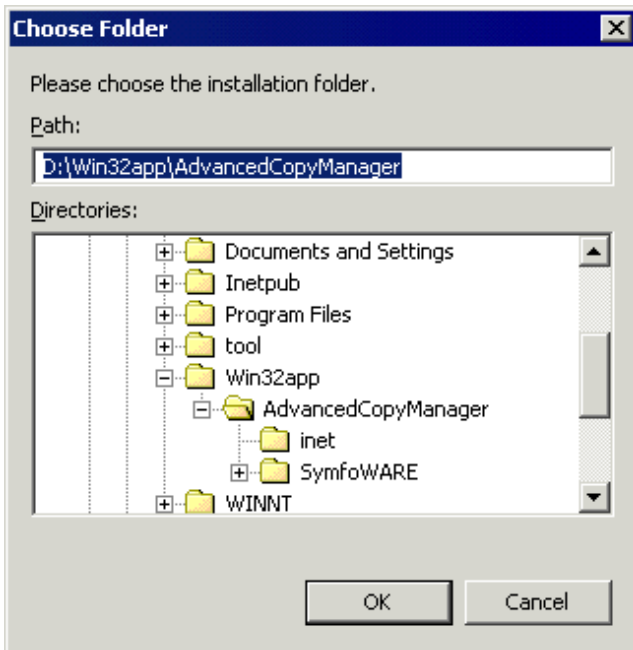 Choose Folder
Please choose the installation folder.
Path:
D:\Win32app\AdvancedCopyManager
Directories:
Documents and Settings
Inetpub
Program Files
tool
Win32app
AdvancedCopyManager
inet
SymfoWARE
WINNT
OK Cancel